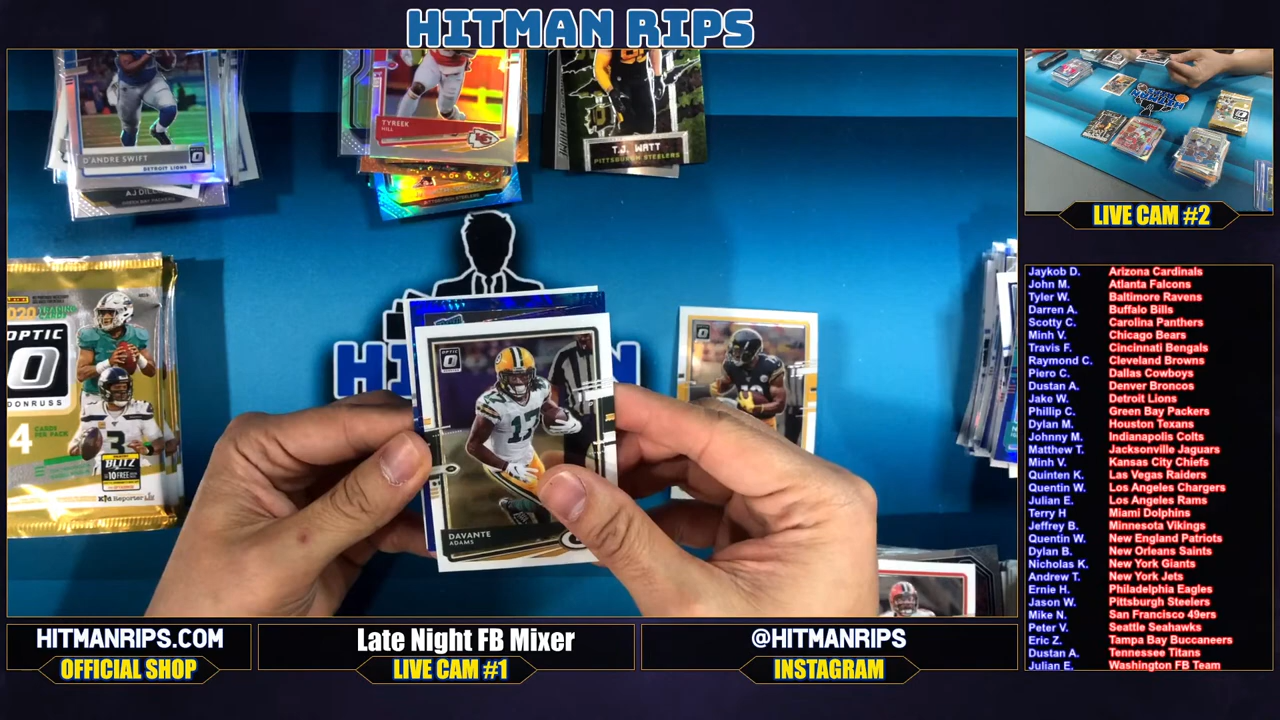 HITMAN RIPS
D'ANDRE SWIFT
DETROIT LIONS
TYREEK
HILL
T.J. WATT
PITTSBURGH STEELERS
LIVE CAM #2
2020
OPTIC
DONRUSS
4 CARDS PER PACK
BLITZ
10 FREE
OPTIC
DAVANTE
ADAMS
Jaykob D. Arizona Cardinals
John M. Atlanta Falcons
Tyler W. Baltimore Ravens
Darren A. Buffalo Bills
Scotty C. Carolina Panthers
Minh V. Chicago Bears
Travis F. Cincinnati Bengals
Raymond C. Cleveland Browns
Piero C. Dallas Cowboys
Dustan A. Denver Broncos
Jake W. Detroit Lions
Phillip C. Green Bay Packers
Dylan M. Houston Texans
Johnny M. Indianapolis Colts
Matthew T. Jacksonville Jaguars
Minh V. Kansas City Chiefs
Quinten K. Las Vegas Raiders
Quentin W. Los Angeles Chargers
Julian E. Los Angeles Rams
Terry H Miami Dolphins
Jeffrey B. Minnesota Vikings
Quentin W. New England Patriots
Dylan B. New Orleans Saints
Nicholas K. New York Giants
Andrew T. New York Jets
Ernie H. Philadelphia Eagles
Jason W. Pittsburgh Steelers
Mike N. San Francisco 49ers
Peter V. Seattle Seahawks
Eric Z. Tampa Bay Buccaneers
Dustan A. Tennessee Titans
Julian E. Washington FB Team
HITMANRIPS.COM
OFFICIAL SHOP
Late Night FB Mixer
LIVE CAM #1
@HITMANRIPS
INSTAGRAM